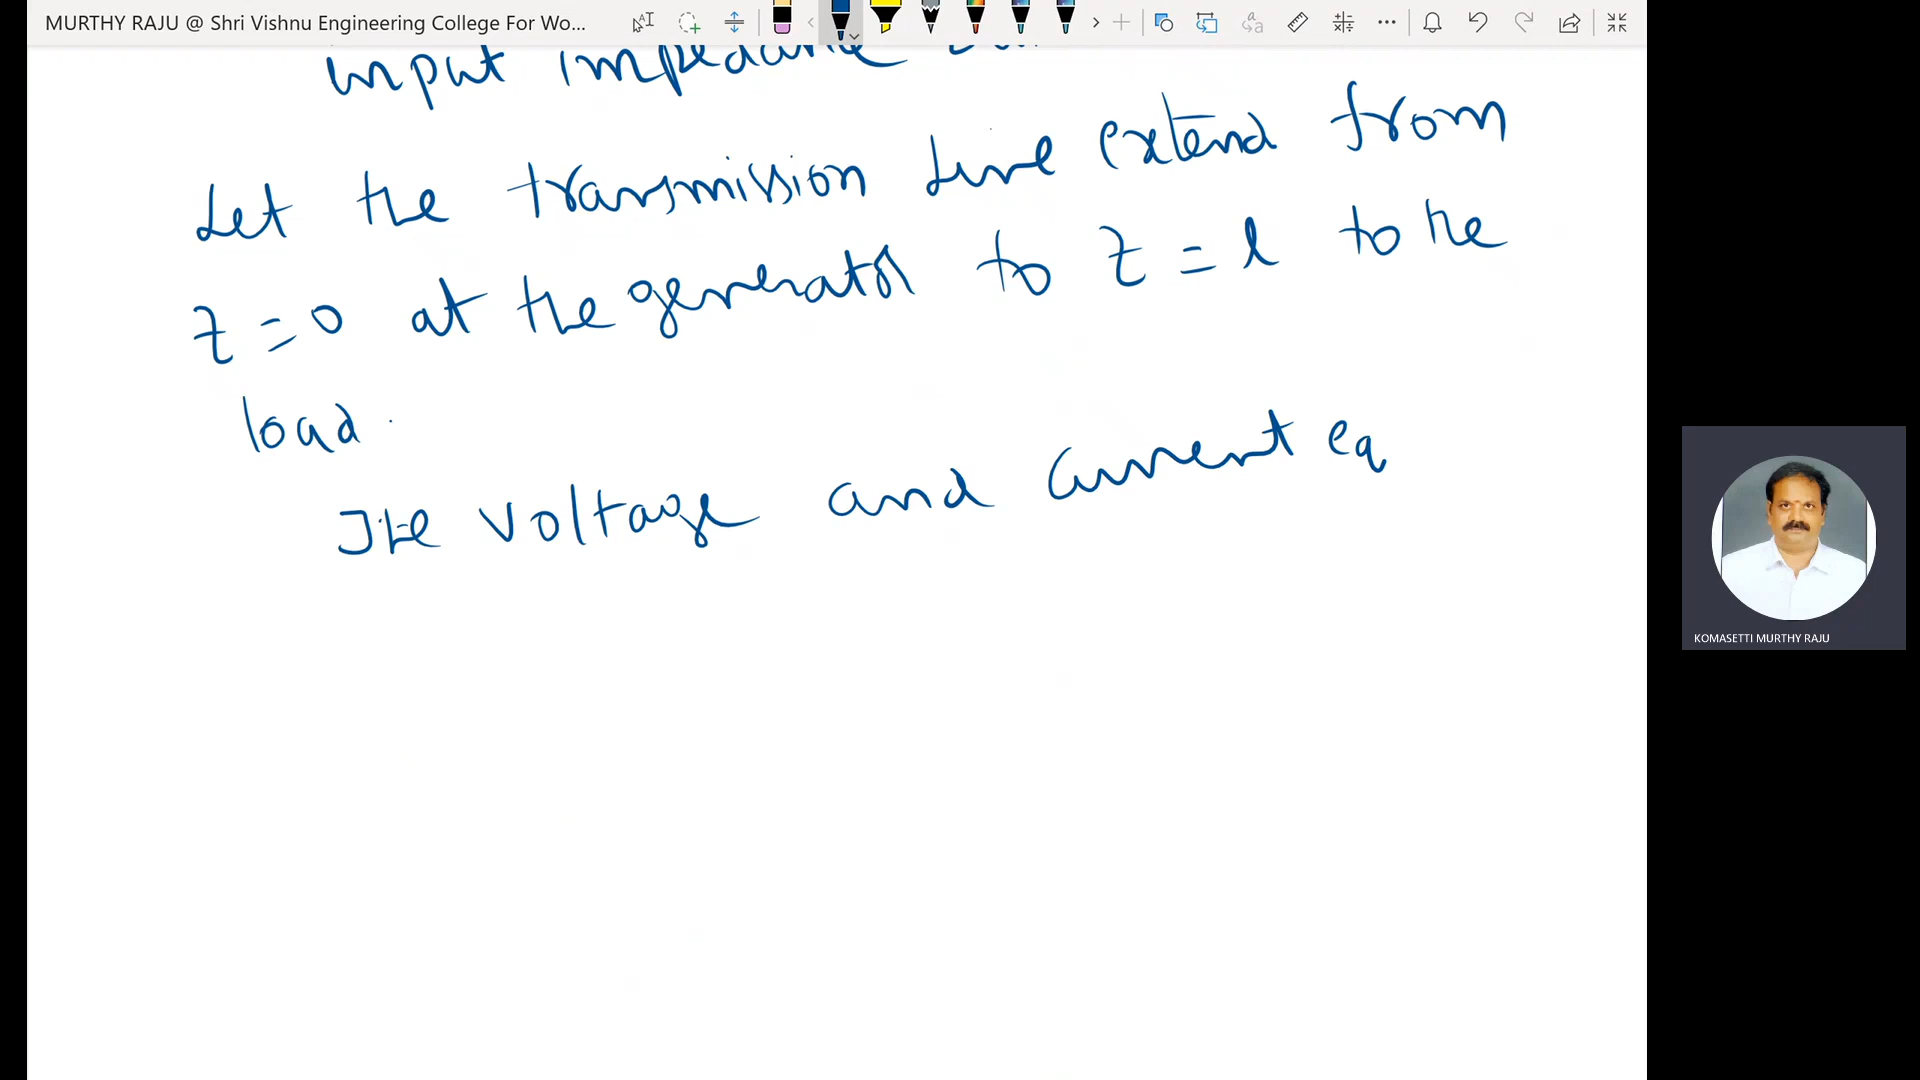 MURTHY RAJU @ Shri Vishnu Engineering College For Wo...
input impedance
Let the transmission Line extend from
z = 0 at the generator to z = l to the
load.
The voltage and current eq
KOMASETTI MURTHY RAJU